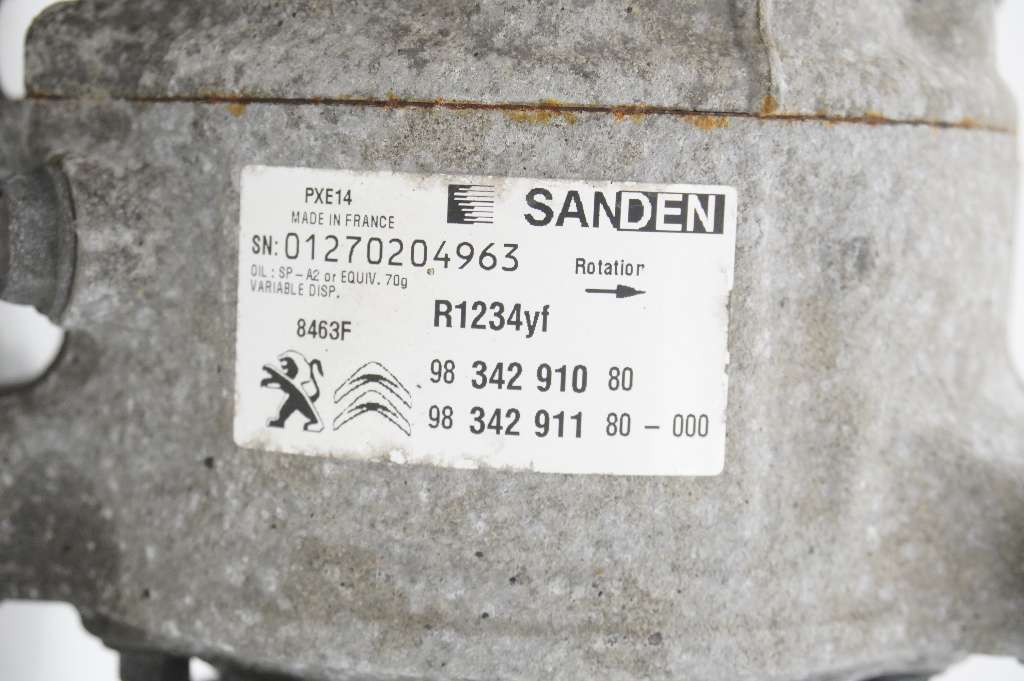 PXE14
MADE IN FRANCE
SANDEN
SN: 01270204963
OIL : SP-A2 or EQUIV. 70g
VARIABLE DISP.
Rotation
8463F
R1234yf
98 342 910 80
98 342 911 80 - 000